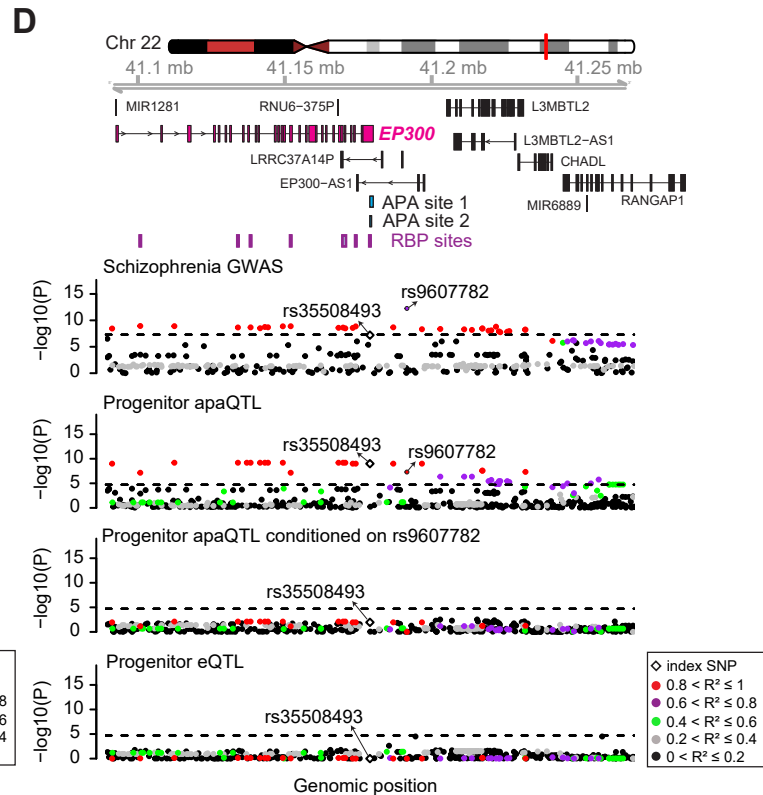 D
Chr 22
41.1 mb 41.15 mb 41.2 mb 41.25 mb
MIR1281 RNU6−375P L3MBTL2
EP300 L3MBTL2−AS1
LRRC37A14P CHADL
EP300−AS1
APA site 1 MIR6889 RANGAP1
APA site 2
RBP sites
Schizophrenia GWAS
−log10(P)
15
10
5
0
rs35508493
rs9607782
Progenitor apaQTL
−log10(P)
15
10
5
0
rs35508493
rs9607782
Progenitor apaQTL conditioned on rs9607782
−log10(P)
15
10
5
0
rs35508493
Progenitor eQTL
−log10(P)
15
10
5
0
rs35508493
Genomic position
8
6
4
index SNP
0.8 < R² ≤ 1
0.6 < R² ≤ 0.8
0.4 < R² ≤ 0.6
0.2 < R² ≤ 0.4
0 < R² ≤ 0.2